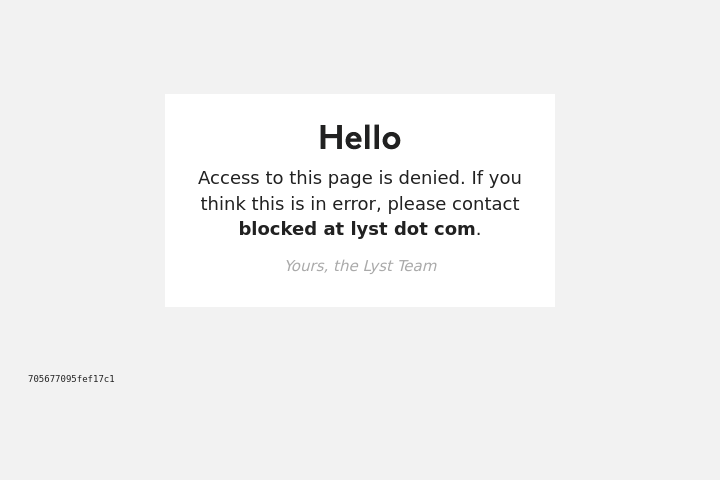 Hello
Access to this page is denied. If you
think this is in error, please contact
blocked at lyst dot com.
Yours, the Lyst Team
705677095fef17c1